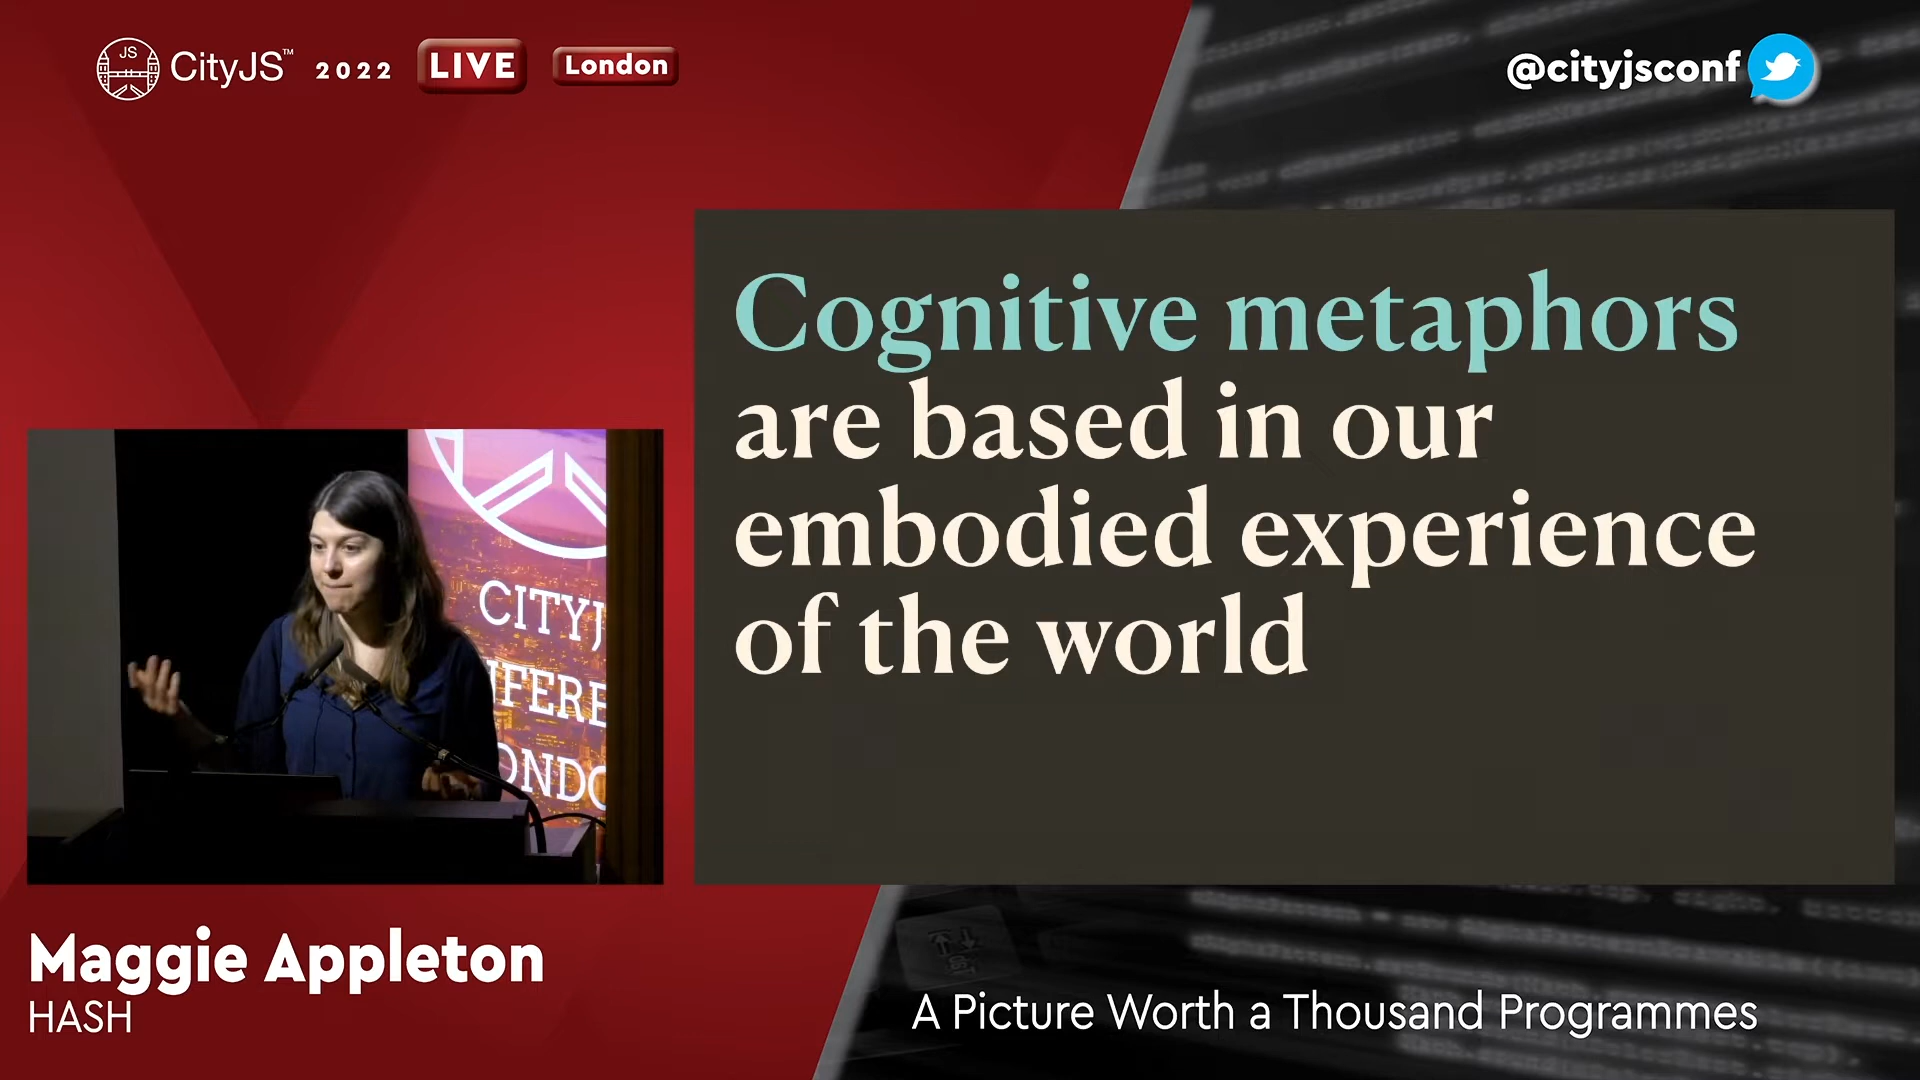 JS
CityJS™ 2022 LIVE London
@cityjsconf
Cognitive metaphors
are based in our
embodied experience
of the world
CITYJ
NFERE
ONDO
Maggie Appleton
HASH
A Picture Worth a Thousand Programmes